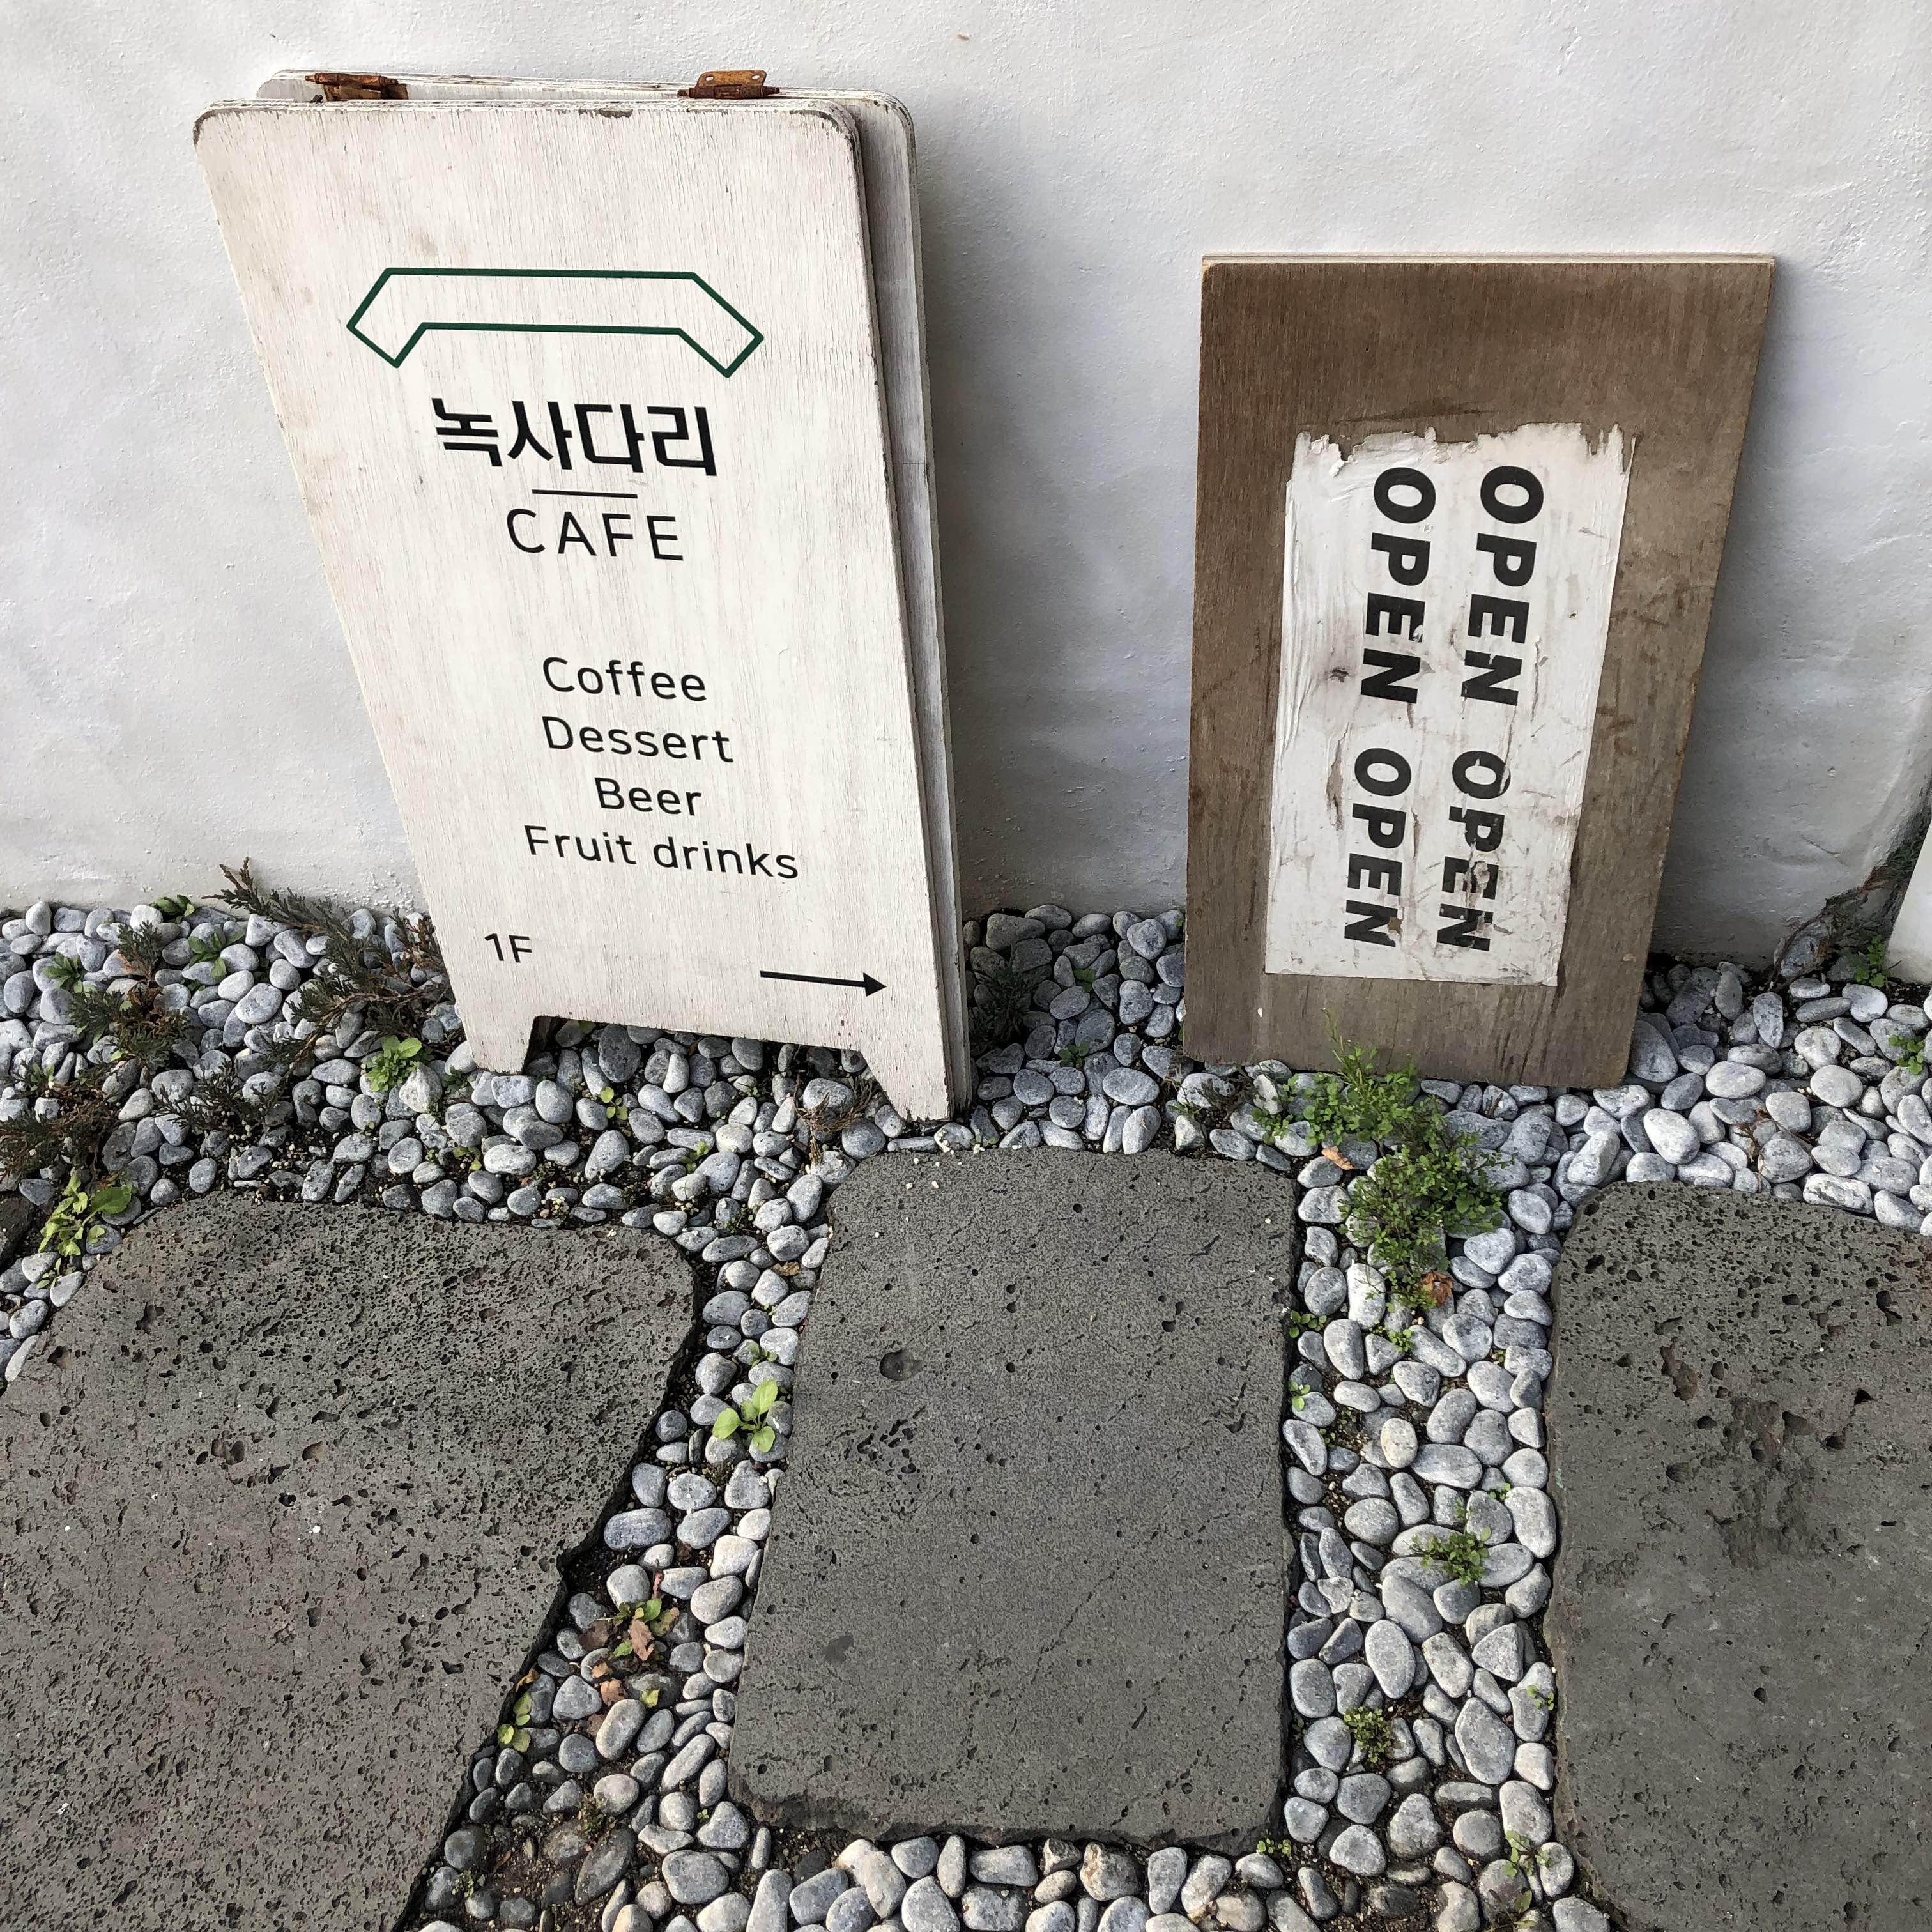 녹사다리
CAFE
Coffee
Dessert
Beer
Fruit drinks
1F
OPEN OPEN
OPEN OPEN